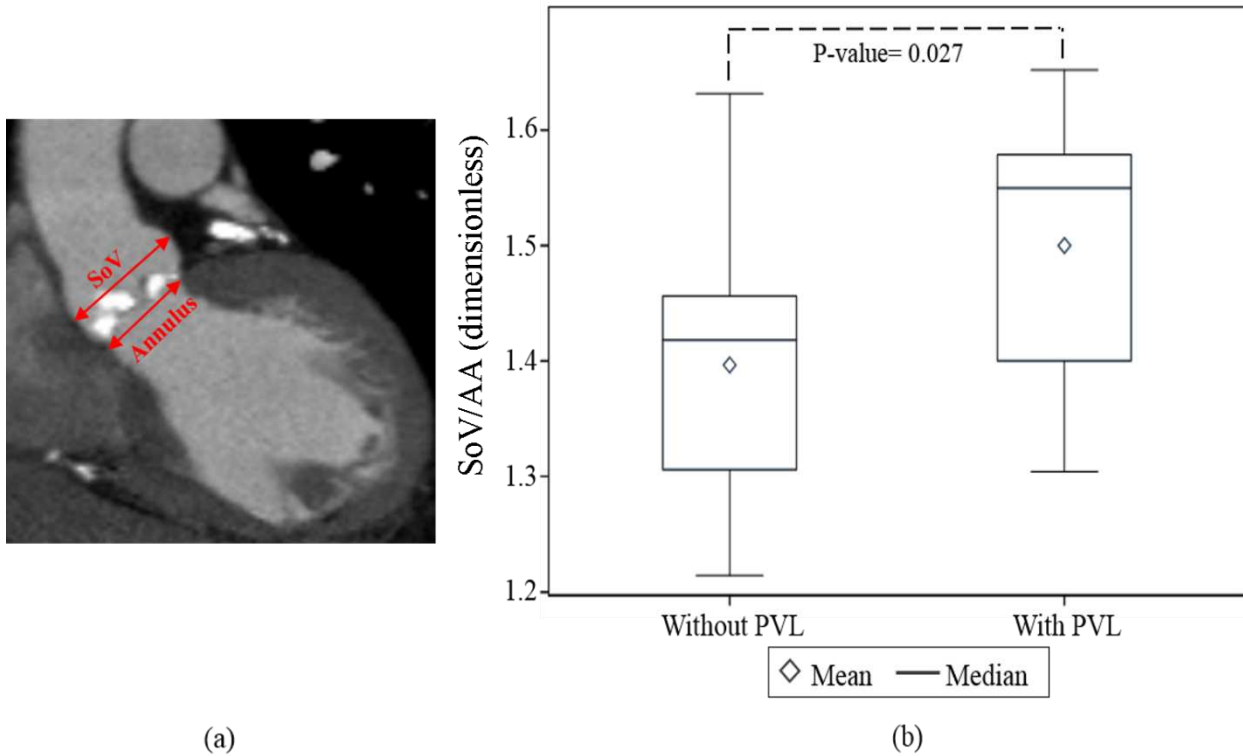 SoV
Annulus
(a)
P-value= 0.027
SoV/AA (dimensionless)
1.6
1.5
1.4
1.3
1.2
Without PVL
With PVL
Mean
Median
(b)